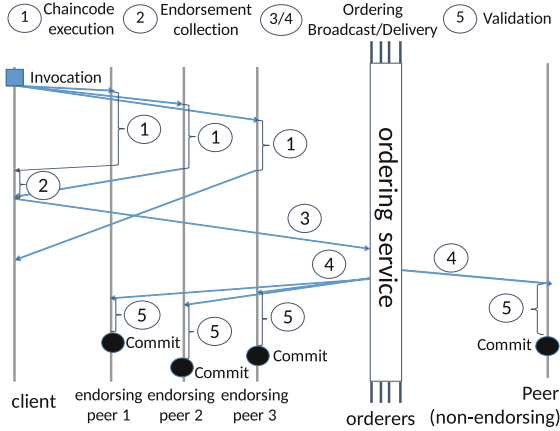 1 Chaincode execution
2 Endorsement collection
3/4 Ordering Broadcast/Delivery
5 Validation
Invocation
1
1
1
2
3
4
4
5
5
5
5
ordering service
Commit
Commit
Commit
Commit
client
endorsing peer 1
endorsing peer 2
endorsing peer 3
orderers
Peer
(non-endorsing)